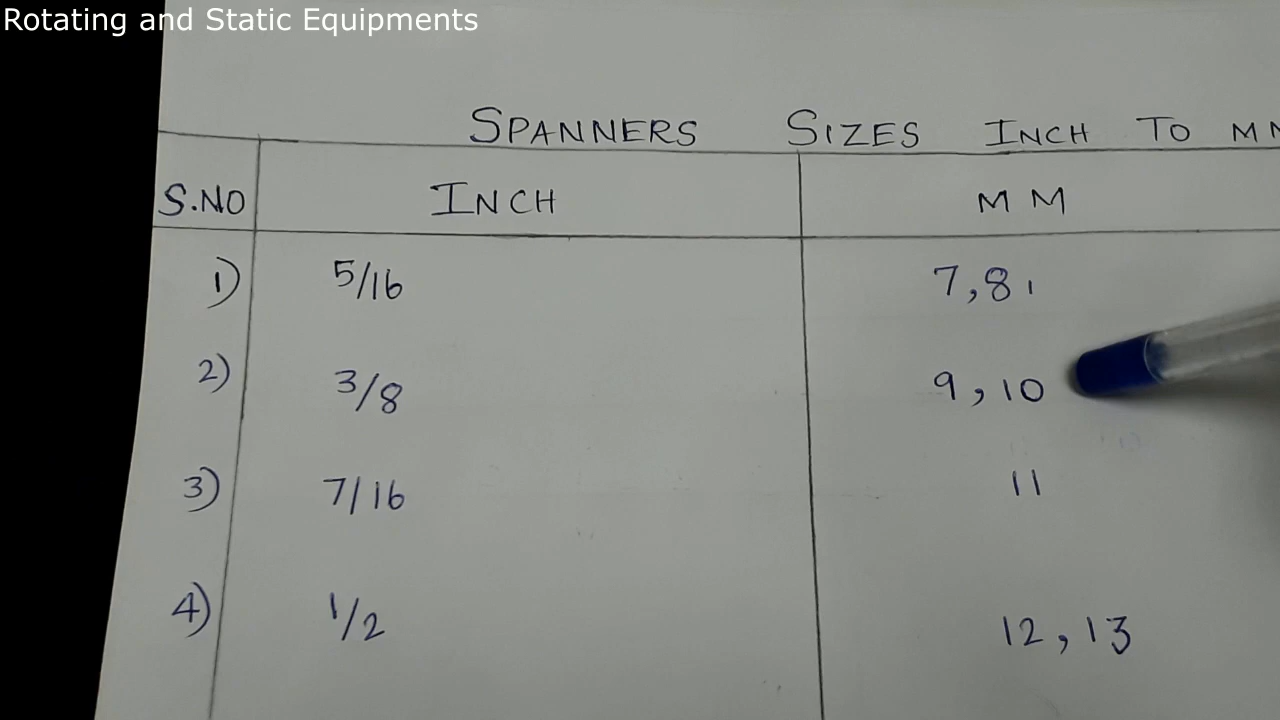 Rotating and Static Equipments
SPANNERS SIZES INCH TO MM
S.NO INCH MM
1) 5/16 7,8,
2) 3/8 9,10
3) 7/16 11
4) 1/2 12,13